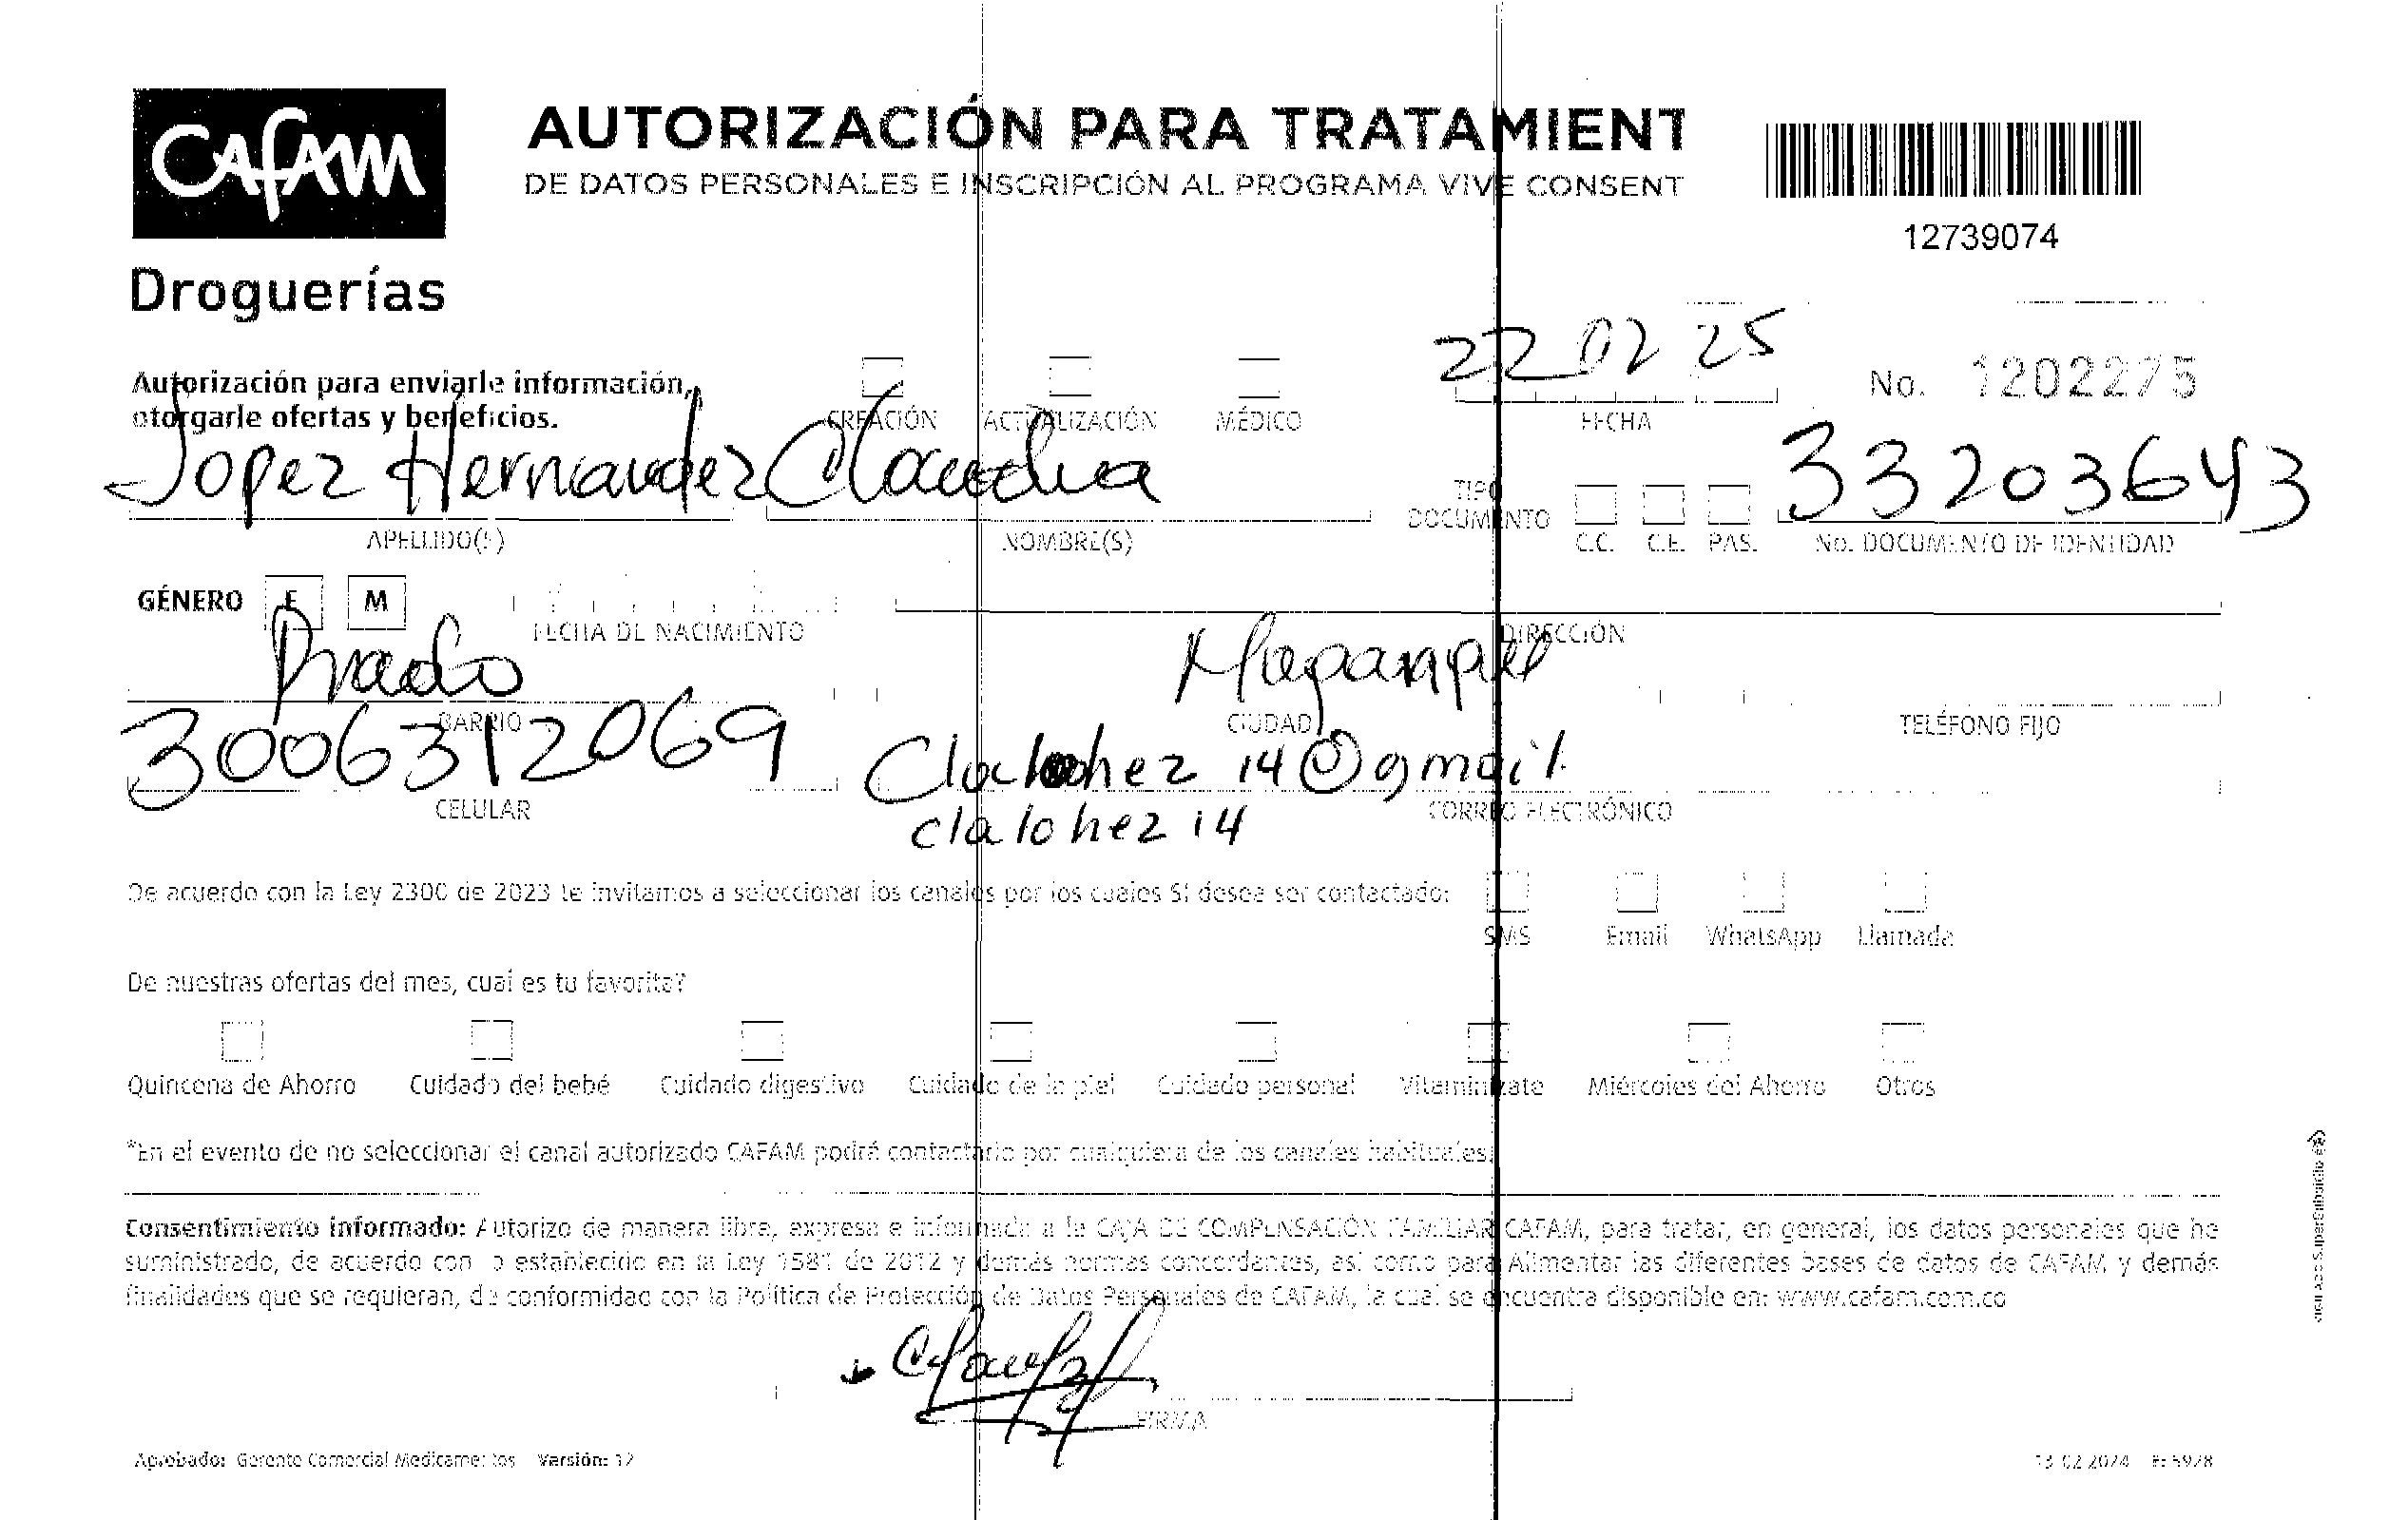 CAFAM
Droguerías
AUTORIZACIÓN PARA TRATAMIENT
DE DATOS PERSONALES E INSCRIPCIÓN AL PROGRAMA VIVE CONSENT
12739074
Autorización para enviarle información,
otorgarle ofertas y beneficios.
CREACIÓN ACTUALIZACIÓN MÉDICO
22 02 25
FECHA
No. 1202275
Lopez Hernandez Claudia
33203643
APELLIDO(S) NOMBRE(S)
TIPO DOCUMENTO C.C. C.E. PAS. No. DOCUMENTO DE IDENTIDAD
GÉNERO F M
FECHA DE NACIMIENTO DIRECCIÓN
Prado
BARRIO CIUDAD TELÉFONO FIJO
3006312069 14@gmail
CELULAR CORREO ELECTRÓNICO
clalohez14
De acuerdo con la Ley 2300 de 2023 te invitamos a seleccionar los canales por los cuales SI desea ser contactado:
SMS Email WhatsApp Llamada
De nuestras ofertas del mes, cual es tu favorita?
Quincena de Ahorro Cuidado del bebé Cuidado digestivo Cuidado de la piel Cuidado personal Vitaminízate Miércoles del Ahorro Otros
*En el evento de no seleccionar el canal autorizado CAFAM podrá contactarlo por cualquiera de los canales habituales.
Consentimiento informado: Autorizo de manera libre, expresa e informada a la CAJA DE COMPENSACIÓN FAMILIAR CAFAM, para tratar, en general, los datos personales que he
suministrado, de acuerdo con lo establecido en la Ley 1581 de 2012 y demás normas concordantes, así como para Alimentar las diferentes bases de datos de CAFAM y demás
finalidades que se requieran, de conformidad con la Política de Protección de Datos Personales de CAFAM, la cual se encuentra disponible en: www.cafam.com.co
FIRMA
Aprobado: Gerente Comercial Medicamentos Versión: 12
13 02 2024